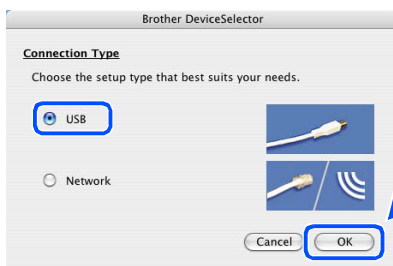 Brother DeviceSelector
Connection Type
Choose the setup type that best suits your needs.
USB
Network
Cancel OK